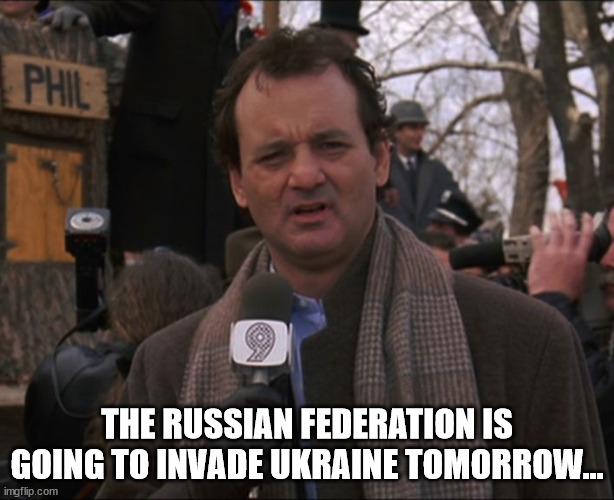 PHIL
9
THE RUSSIAN FEDERATION IS
GOING TO INVADE UKRAINE TOMORROW...
imgflip.com